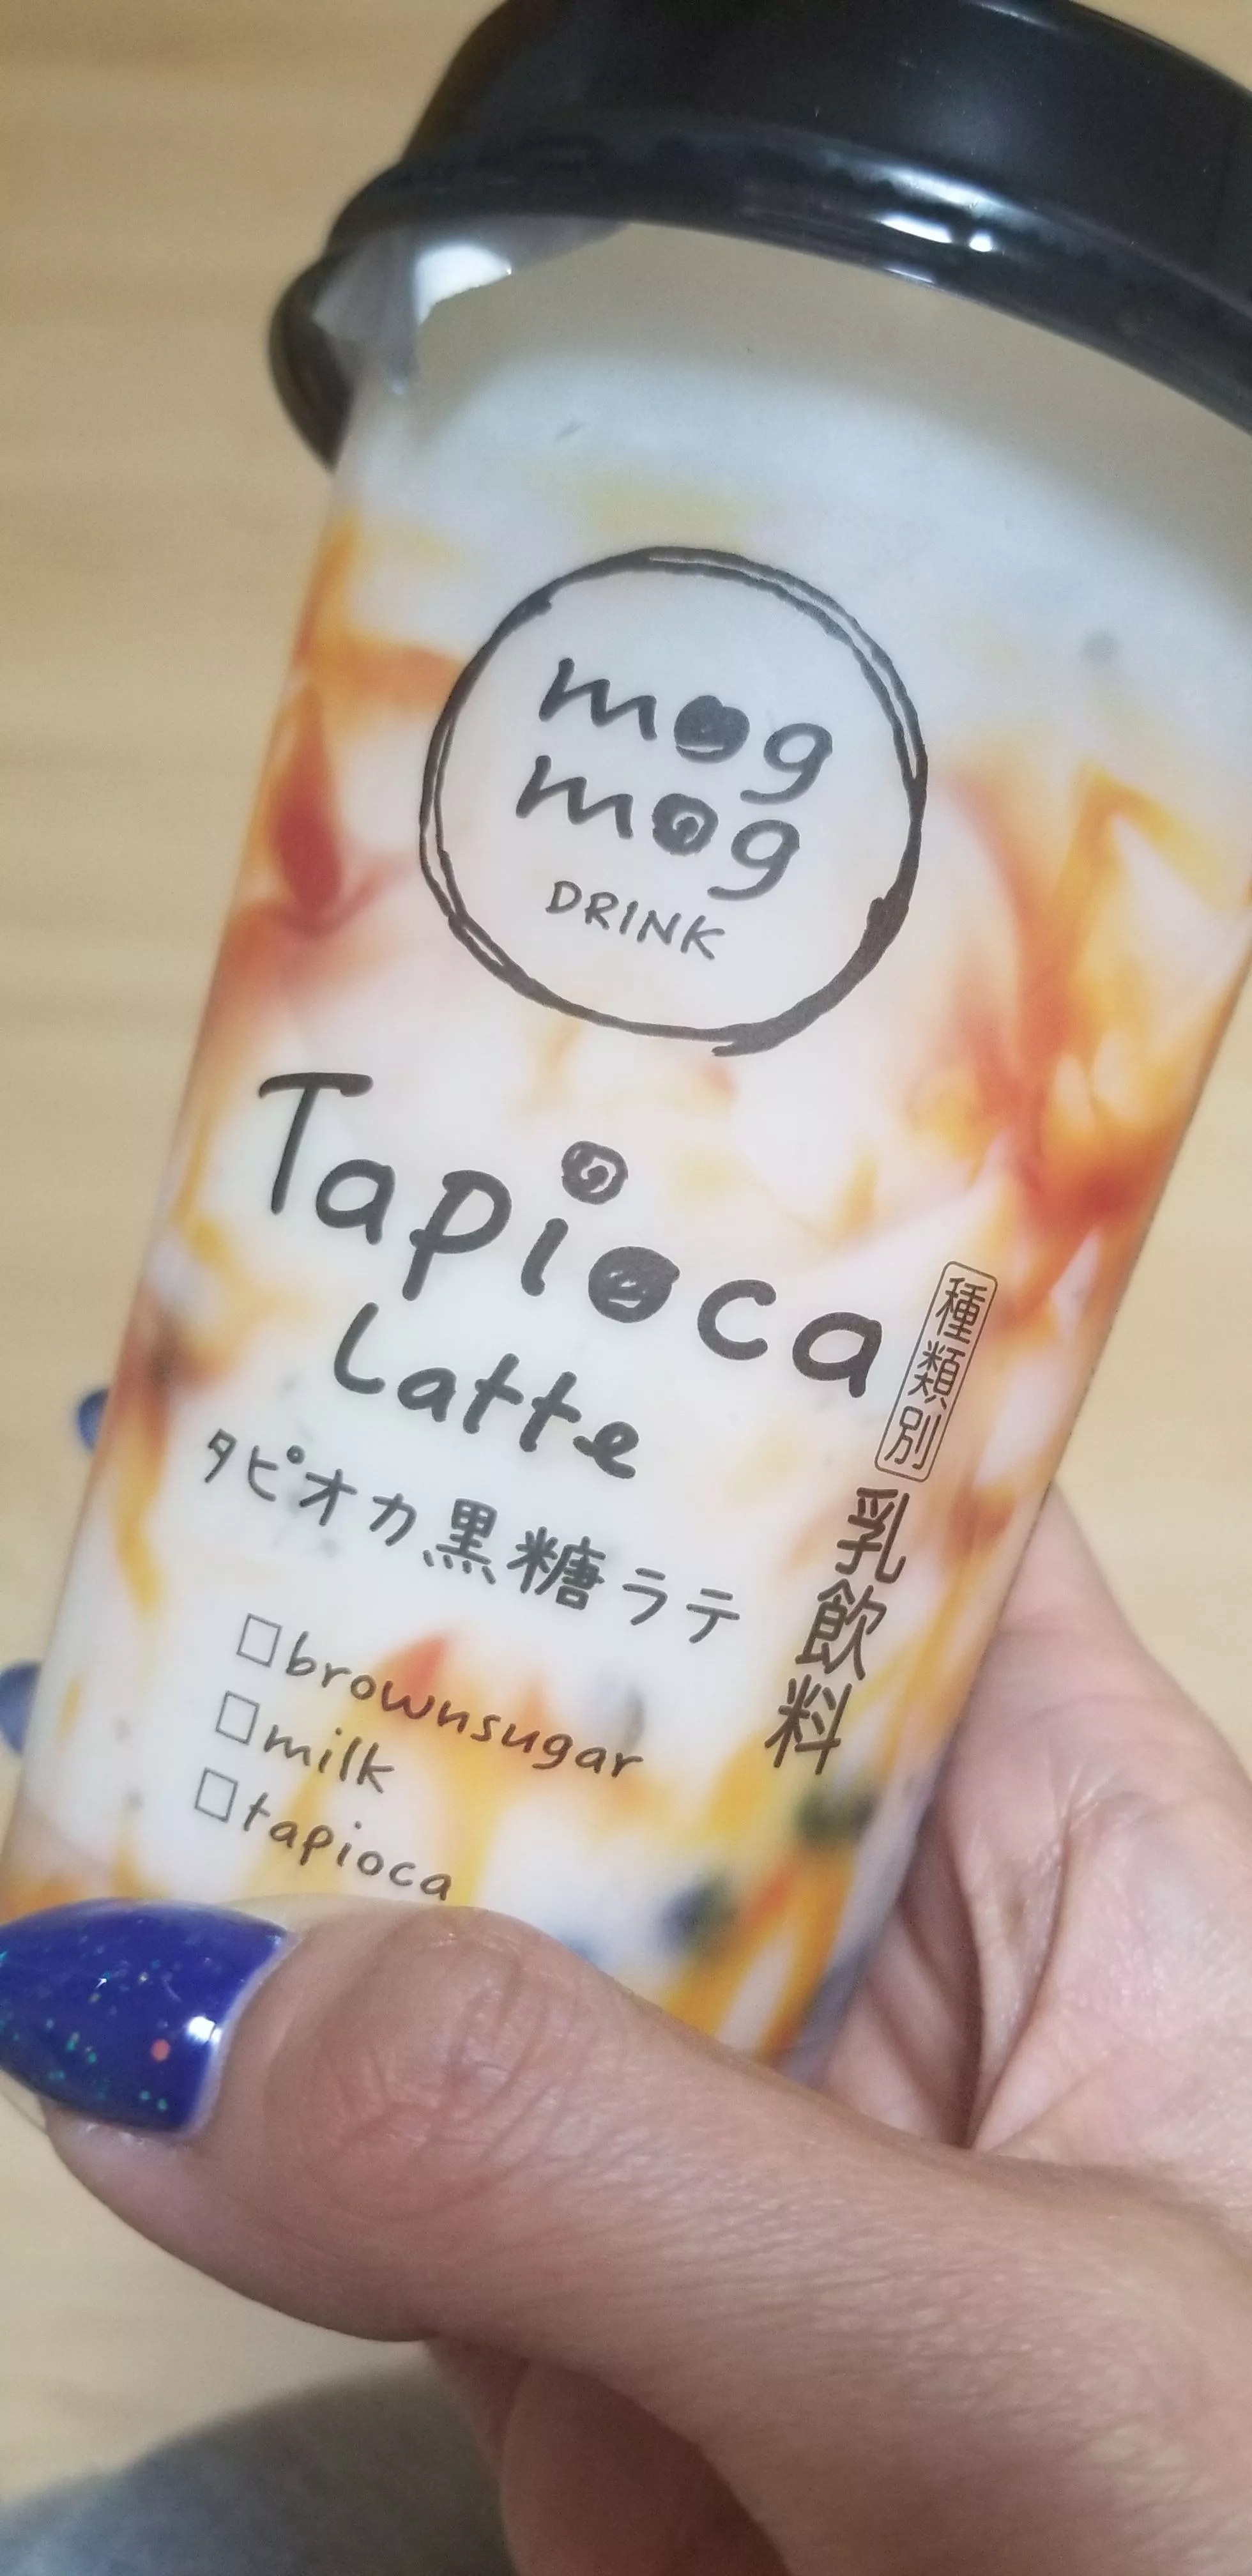 mog
mog
DRINK
Tapioca
Latte
タピオカ黒糖ラテ
□brownsugar
□milk
□tapioca
種類別 乳飲料